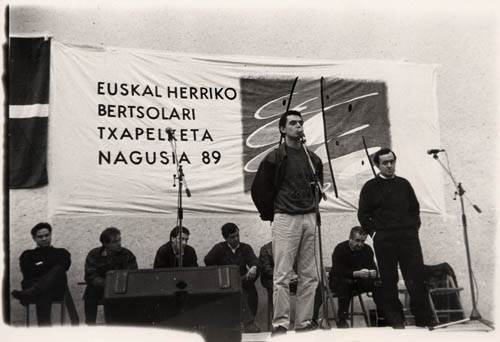 EUSKAL HERRIKO
BERTSOLARI
TXAPELKETA
NAGUSIA 89